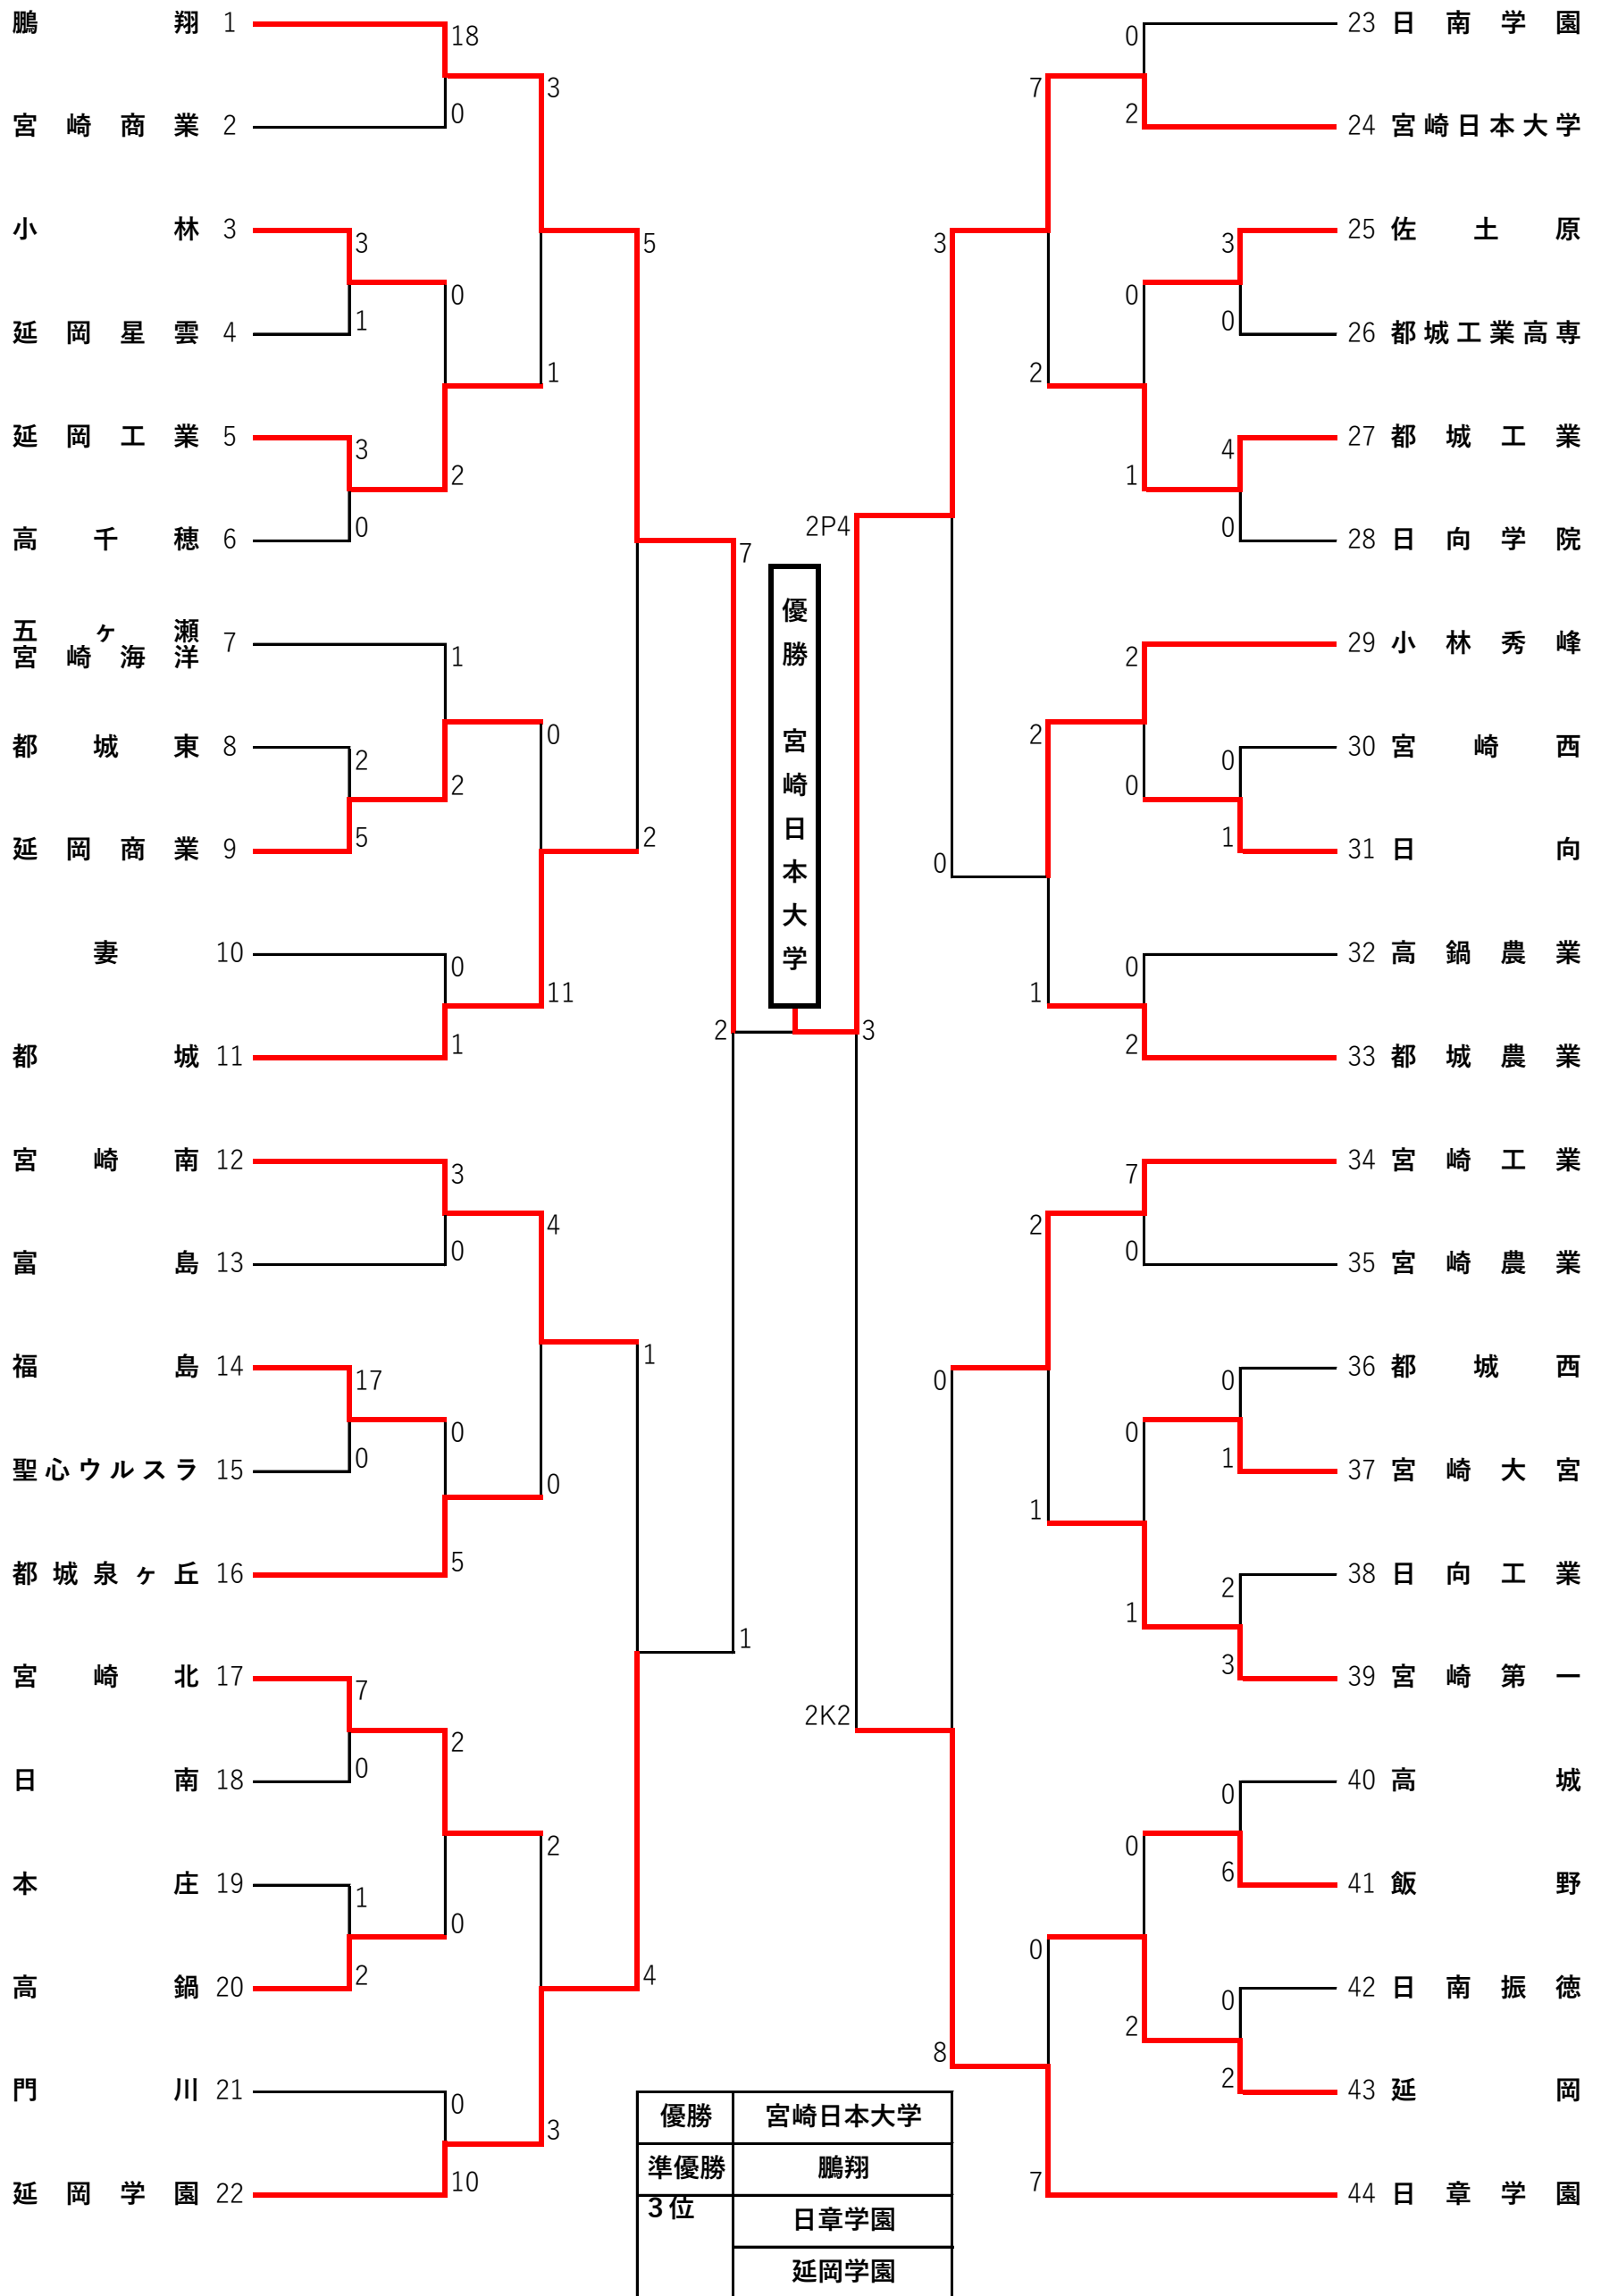 鵬翔 1
宮崎商業 2
小林 3
延岡星雲 4
延岡工業 5
高千穂 6
五ヶ瀬
宮崎海洋 7
都城東 8
延岡商業 9
妻 10
都城 11
宮崎南 12
富島 13
福島 14
聖心ウルスラ 15
都城泉ヶ丘 16
宮崎北 17
日南 18
本庄 19
高鍋 20
門川 21
延岡学園 22
18
0
3
1
3
0
0
2
1
2
5
2
0
1
3
0
17
0
0
5
7
0
1
2
2
0
0
10
3
1
0
11
4
0
2
3
5
2
1
4
7
1
2
優勝 宮崎日本大学
3
2P4
2K2
3
0
0
8
7
2
2
1
2
1
0
7
0
2
0
1
2
0
0
2
7
0
0
1
0
2
3
0
4
0
0
1
0
1
2
3
0
6
0
2
23 日南学園
24 宮崎日本大学
25 佐土原
26 都城工業高専
27 都城工業
28 日向学院
29 小林秀峰
30 宮崎西
31 日向
32 高鍋農業
33 都城農業
34 宮崎工業
35 宮崎農業
36 都城西
37 宮崎大宮
38 日向工業
39 宮崎第一
40 高城
41 飯野
42 日南振徳
43 延岡
44 日章学園
優勝 宮崎日本大学
準優勝 鵬翔
3位 日章学園
延岡学園